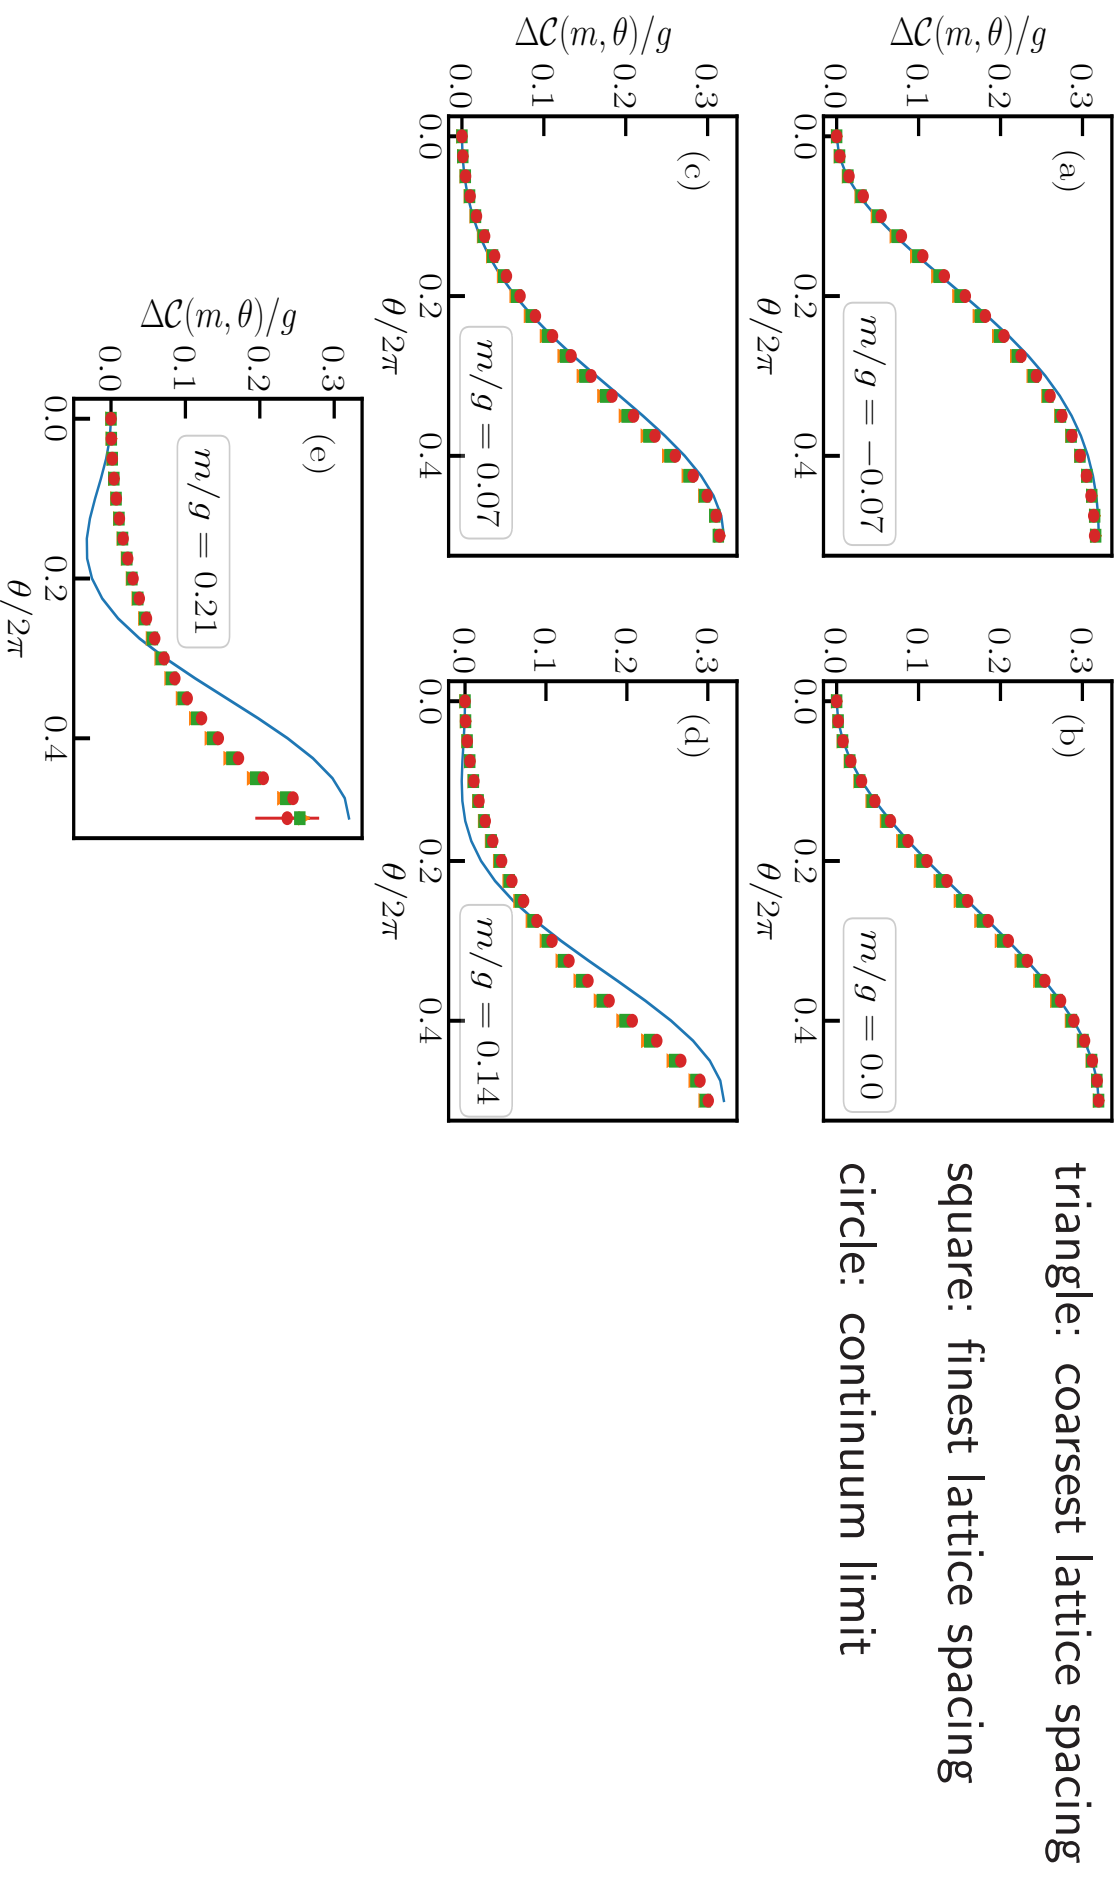 (a)
ΔC(m, θ)/g
0.3
0.2
0.1
0.0
0.0
0.2
0.4
θ/2π
m/g = −0.07
(b)
0.3
0.2
0.1
0.0
0.0
0.2
0.4
θ/2π
m/g = 0.0
triangle: coarsest lattice spacing
square: finest lattice spacing
circle: continuum limit
(c)
ΔC(m, θ)/g
0.3
0.2
0.1
0.0
0.0
0.2
0.4
θ/2π
m/g = 0.07
(d)
0.3
0.2
0.1
0.0
0.0
0.2
0.4
θ/2π
m/g = 0.14
(e)
ΔC(m, θ)/g
0.3
0.2
0.1
0.0
0.0
0.2
0.4
θ/2π
m/g = 0.21